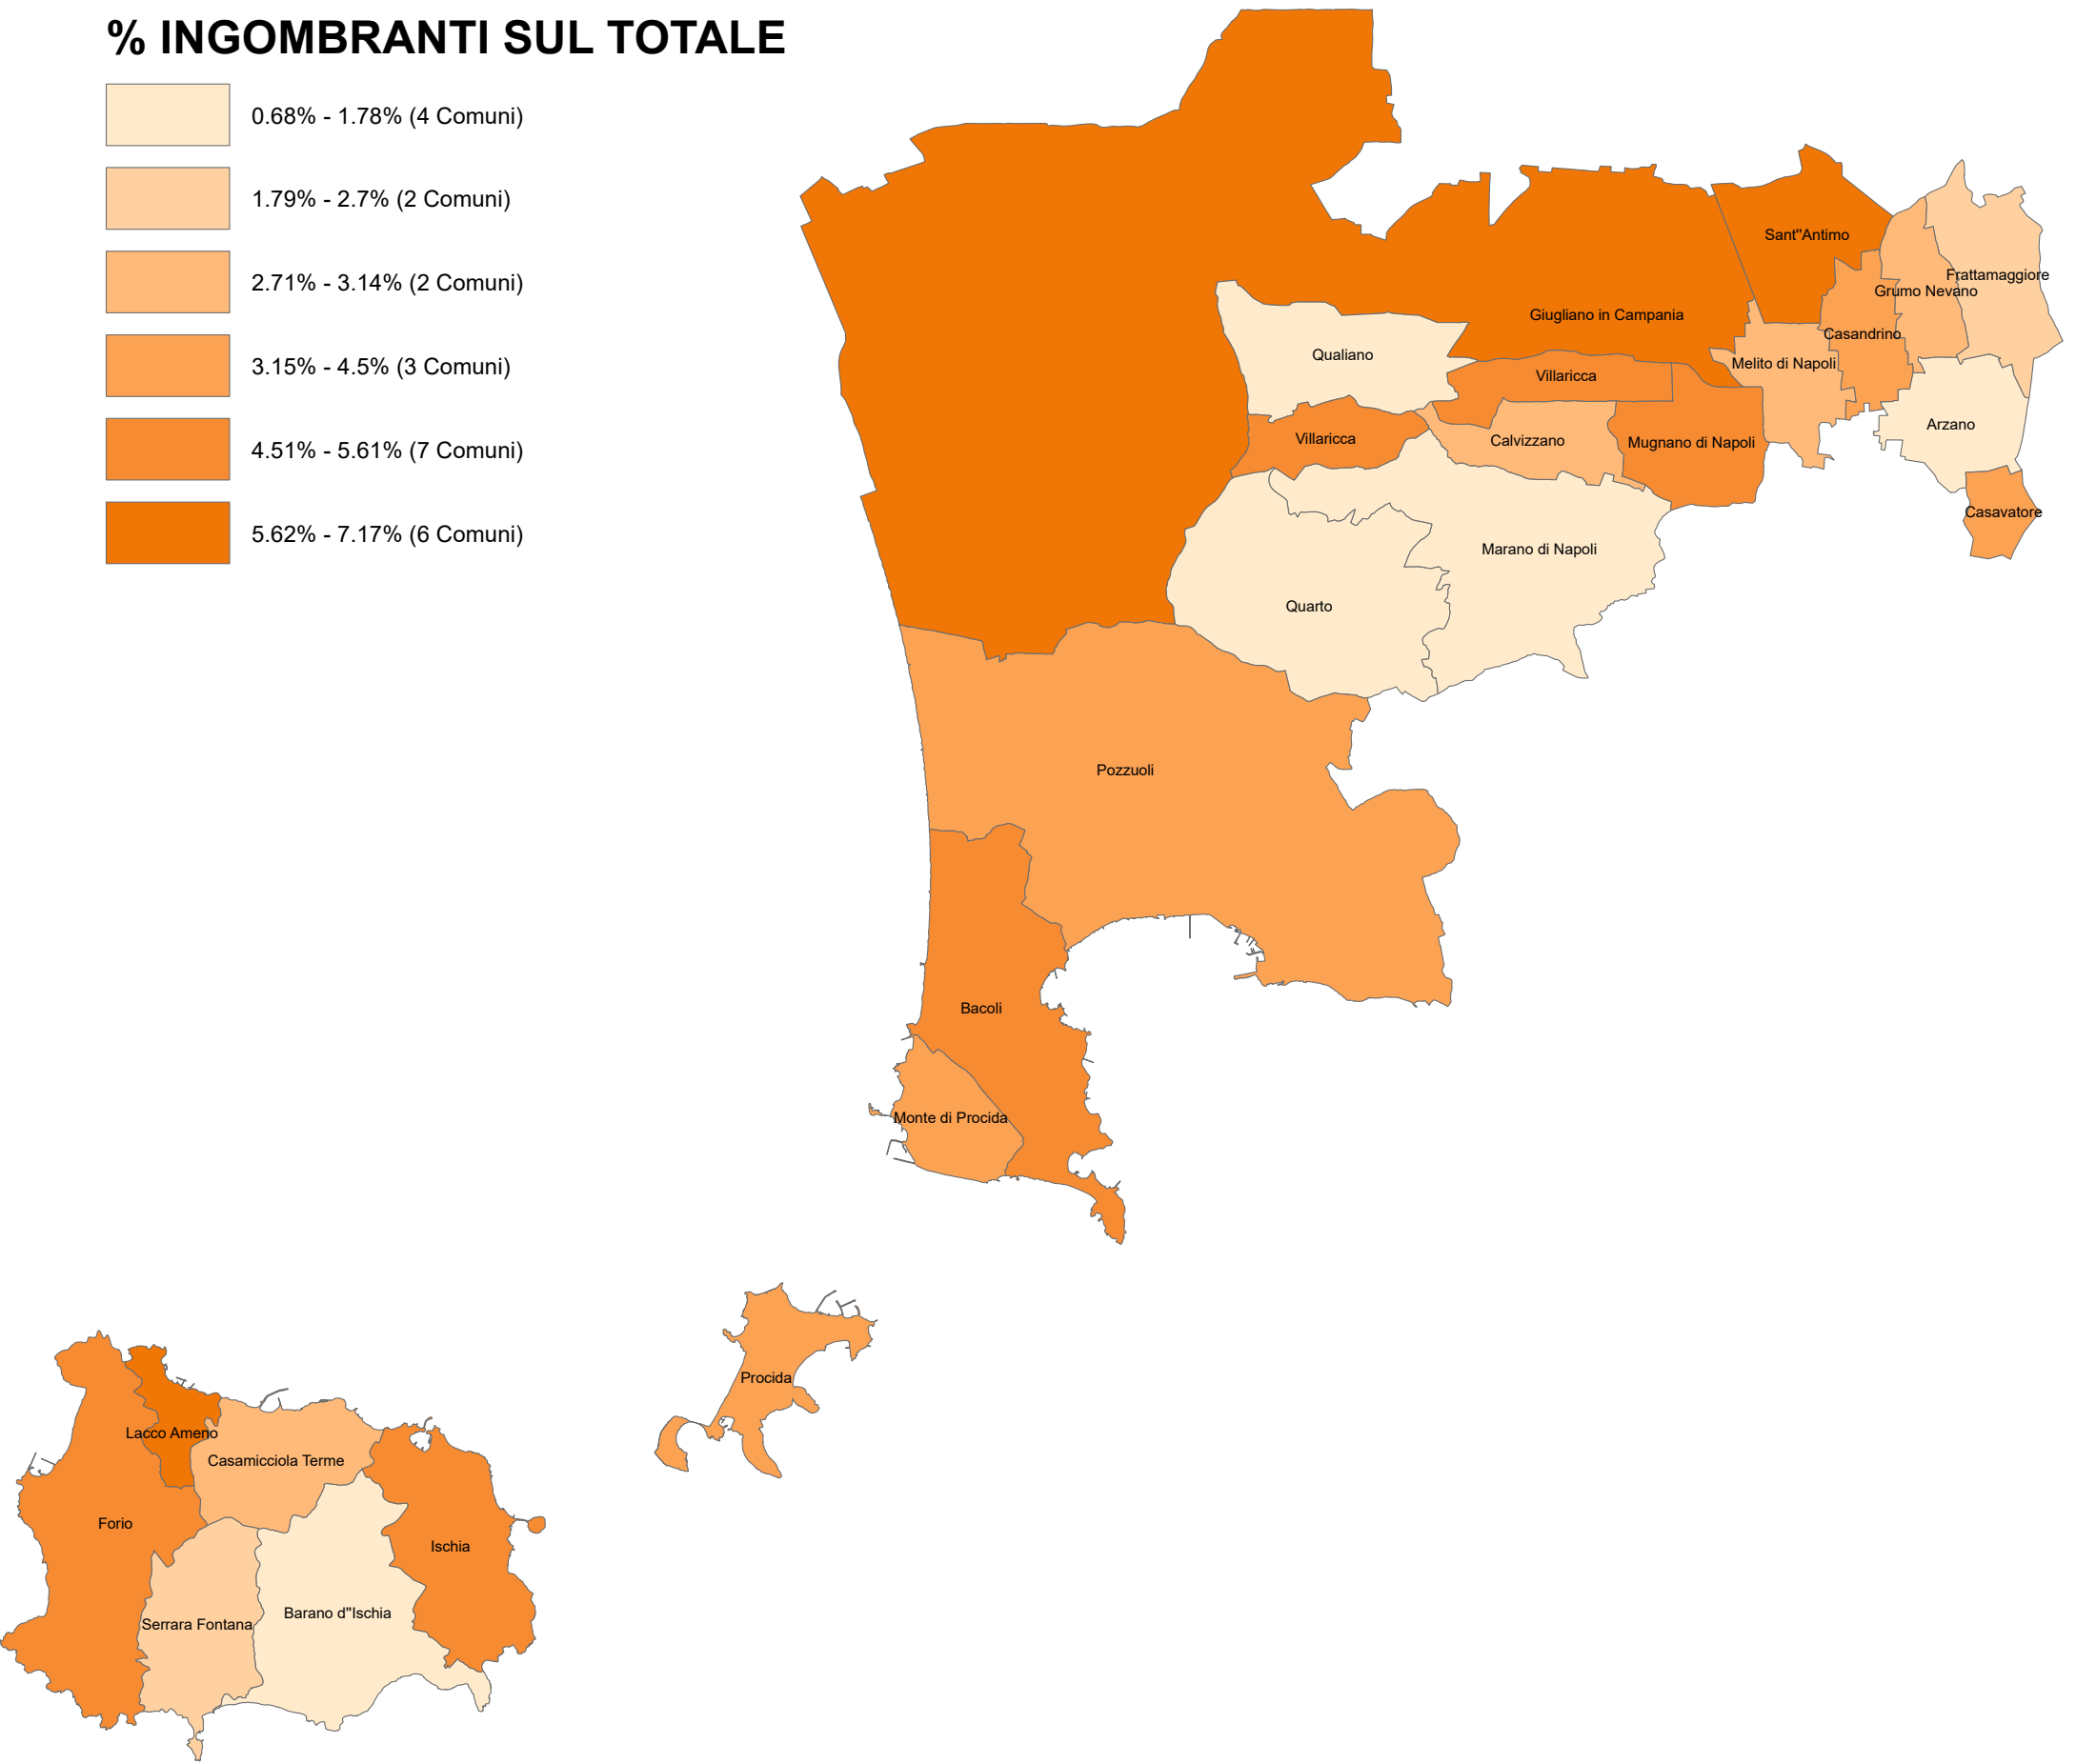 % INGOMBRANTI SUL TOTALE
0.68% - 1.78% (4 Comuni)
1.79% - 2.7% (2 Comuni)
2.71% - 3.14% (2 Comuni)
3.15% - 4.5% (3 Comuni)
4.51% - 5.61% (7 Comuni)
5.62% - 7.17% (6 Comuni)
Sant''Antimo
Frattamaggiore
Grumo Nevano
Giugliano in Campania
Casandrino
Qualiano
Melito di Napoli
Villaricca
Arzano
Villaricca
Calvizzano
Mugnano di Napoli
Casavatore
Marano di Napoli
Quarto
Pozzuoli
Bacoli
Monte di Procida
Procida
Lacco Ameno
Casamicciola Terme
Forio
Ischia
Barano d''Ischia
Serrara Fontana